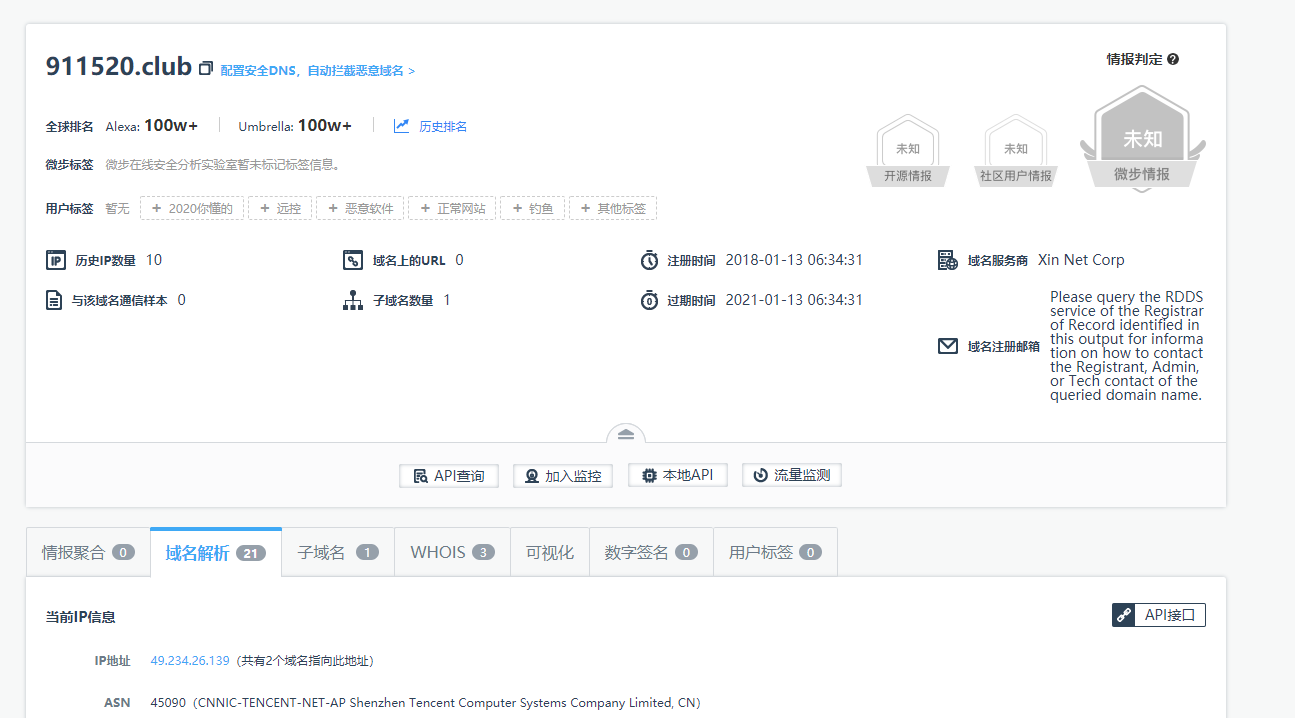 911520.club 配置安全DNS，自动拦截恶意域名 >
情报判定 ?
全球排名 Alexa: 100w+ Umbrella: 100w+ 历史排名
未知 开源情报
未知 社区用户情报
未知 微步情报
微步标签 微步在线安全分析实验室暂未标记标签信息。
用户标签 暂无 + 2020你懂的 + 远控 + 恶意软件 + 正常网站 + 钓鱼 + 其他标签
IP 历史IP数量 10 域名上的URL 0 注册时间 2018-01-13 06:34:31 域名服务商 Xin Net Corp
与该域名通信样本 0 子域名数量 1 过期时间 2021-01-13 06:34:31
域名注册邮箱
Please query the RDDS
service of the Registrar
of Record identified in
this output for informa
tion on how to contact
the Registrant, Admin,
or Tech contact of the
queried domain name.
API查询 加入监控 本地API 流量监测
情报聚合 0 域名解析 21 子域名 1 WHOIS 3 可视化 数字签名 0 用户标签 0
当前IP信息 API接口
IP地址 49.234.26.139（共有2个域名指向此地址）
ASN 45090（CNNIC-TENCENT-NET-AP Shenzhen Tencent Computer Systems Company Limited, CN）